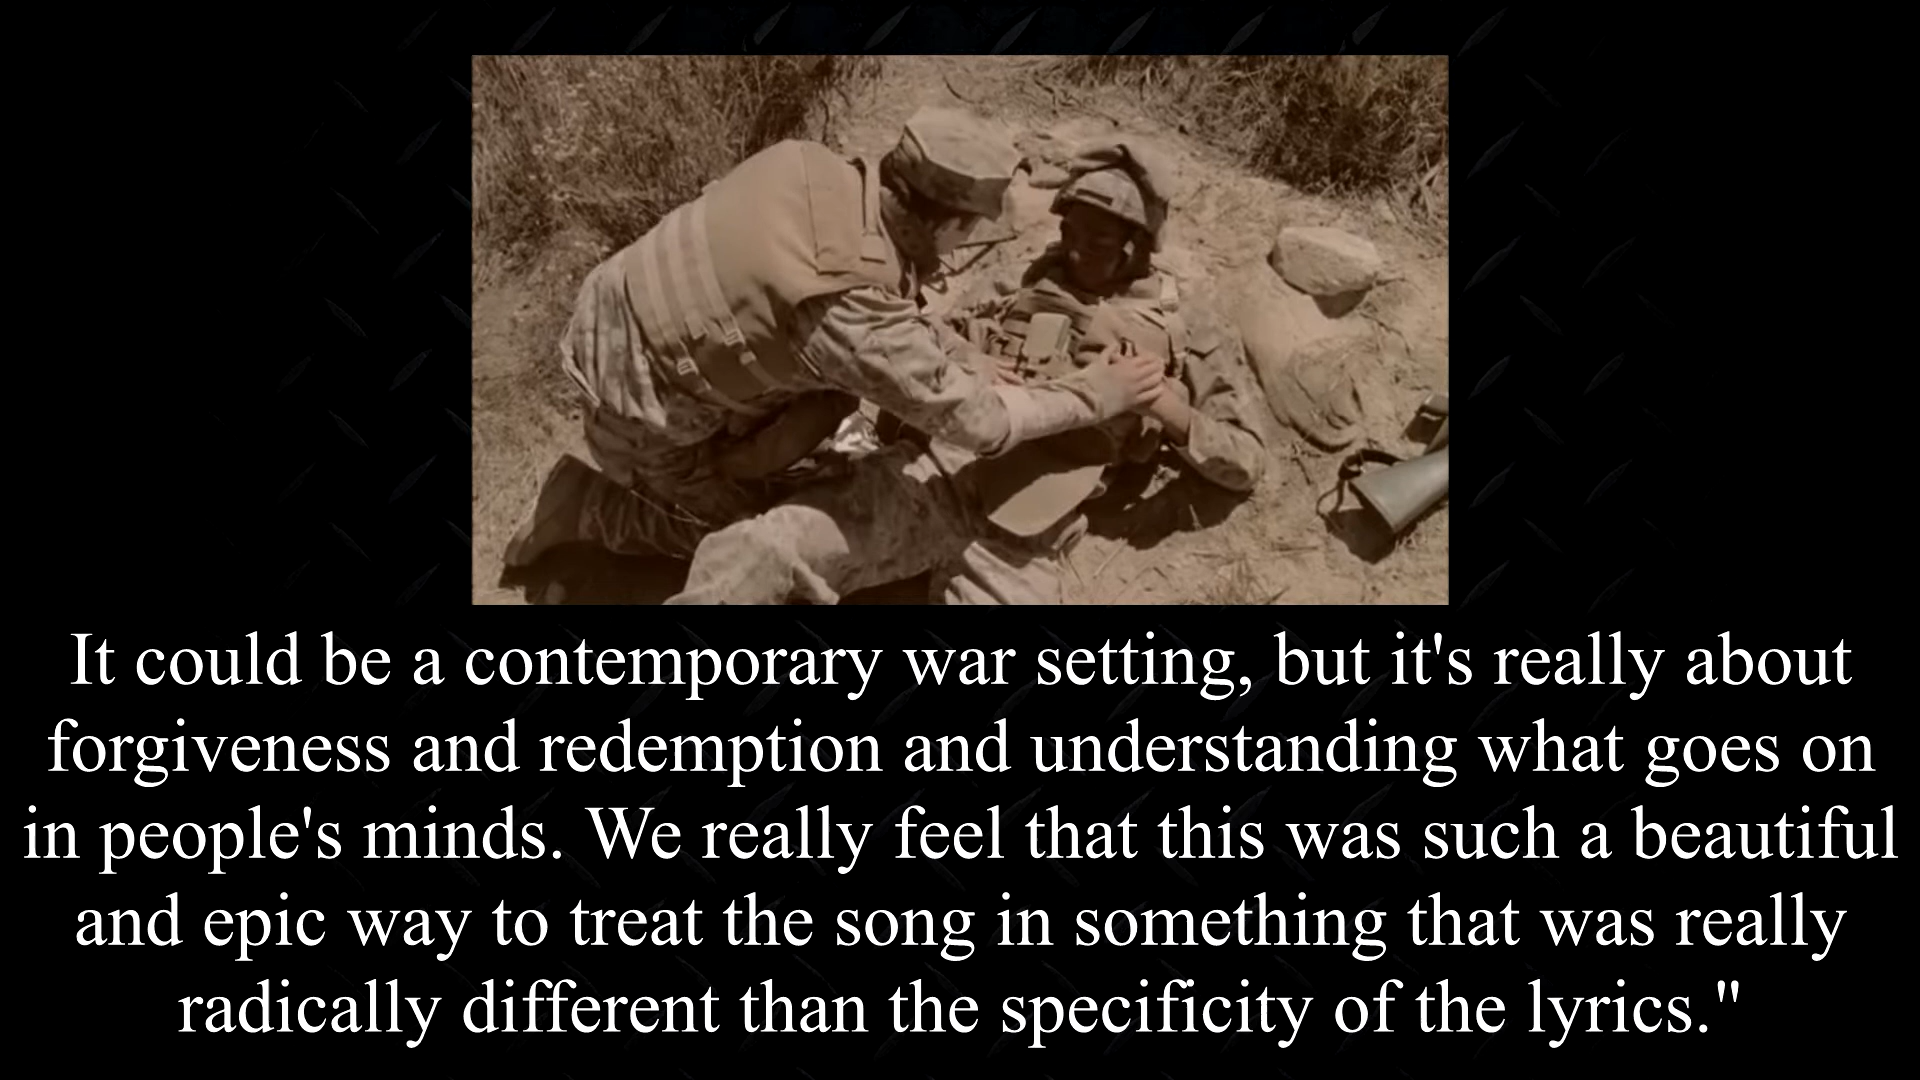 It could be a contemporary war setting, but it's really about
forgiveness and redemption and understanding what goes on
in people's minds. We really feel that this was such a beautiful
and epic way to treat the song in something that was really
radically different than the specificity of the lyrics."